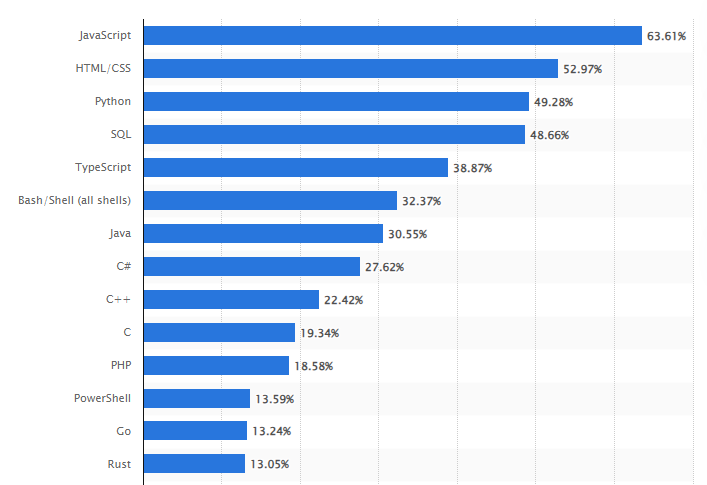 JavaScript 63.61%
HTML/CSS 52.97%
Python 49.28%
SQL 48.66%
TypeScript 38.87%
Bash/Shell (all shells) 32.37%
Java 30.55%
C# 27.62%
C++ 22.42%
C 19.34%
PHP 18.58%
PowerShell 13.59%
Go 13.24%
Rust 13.05%